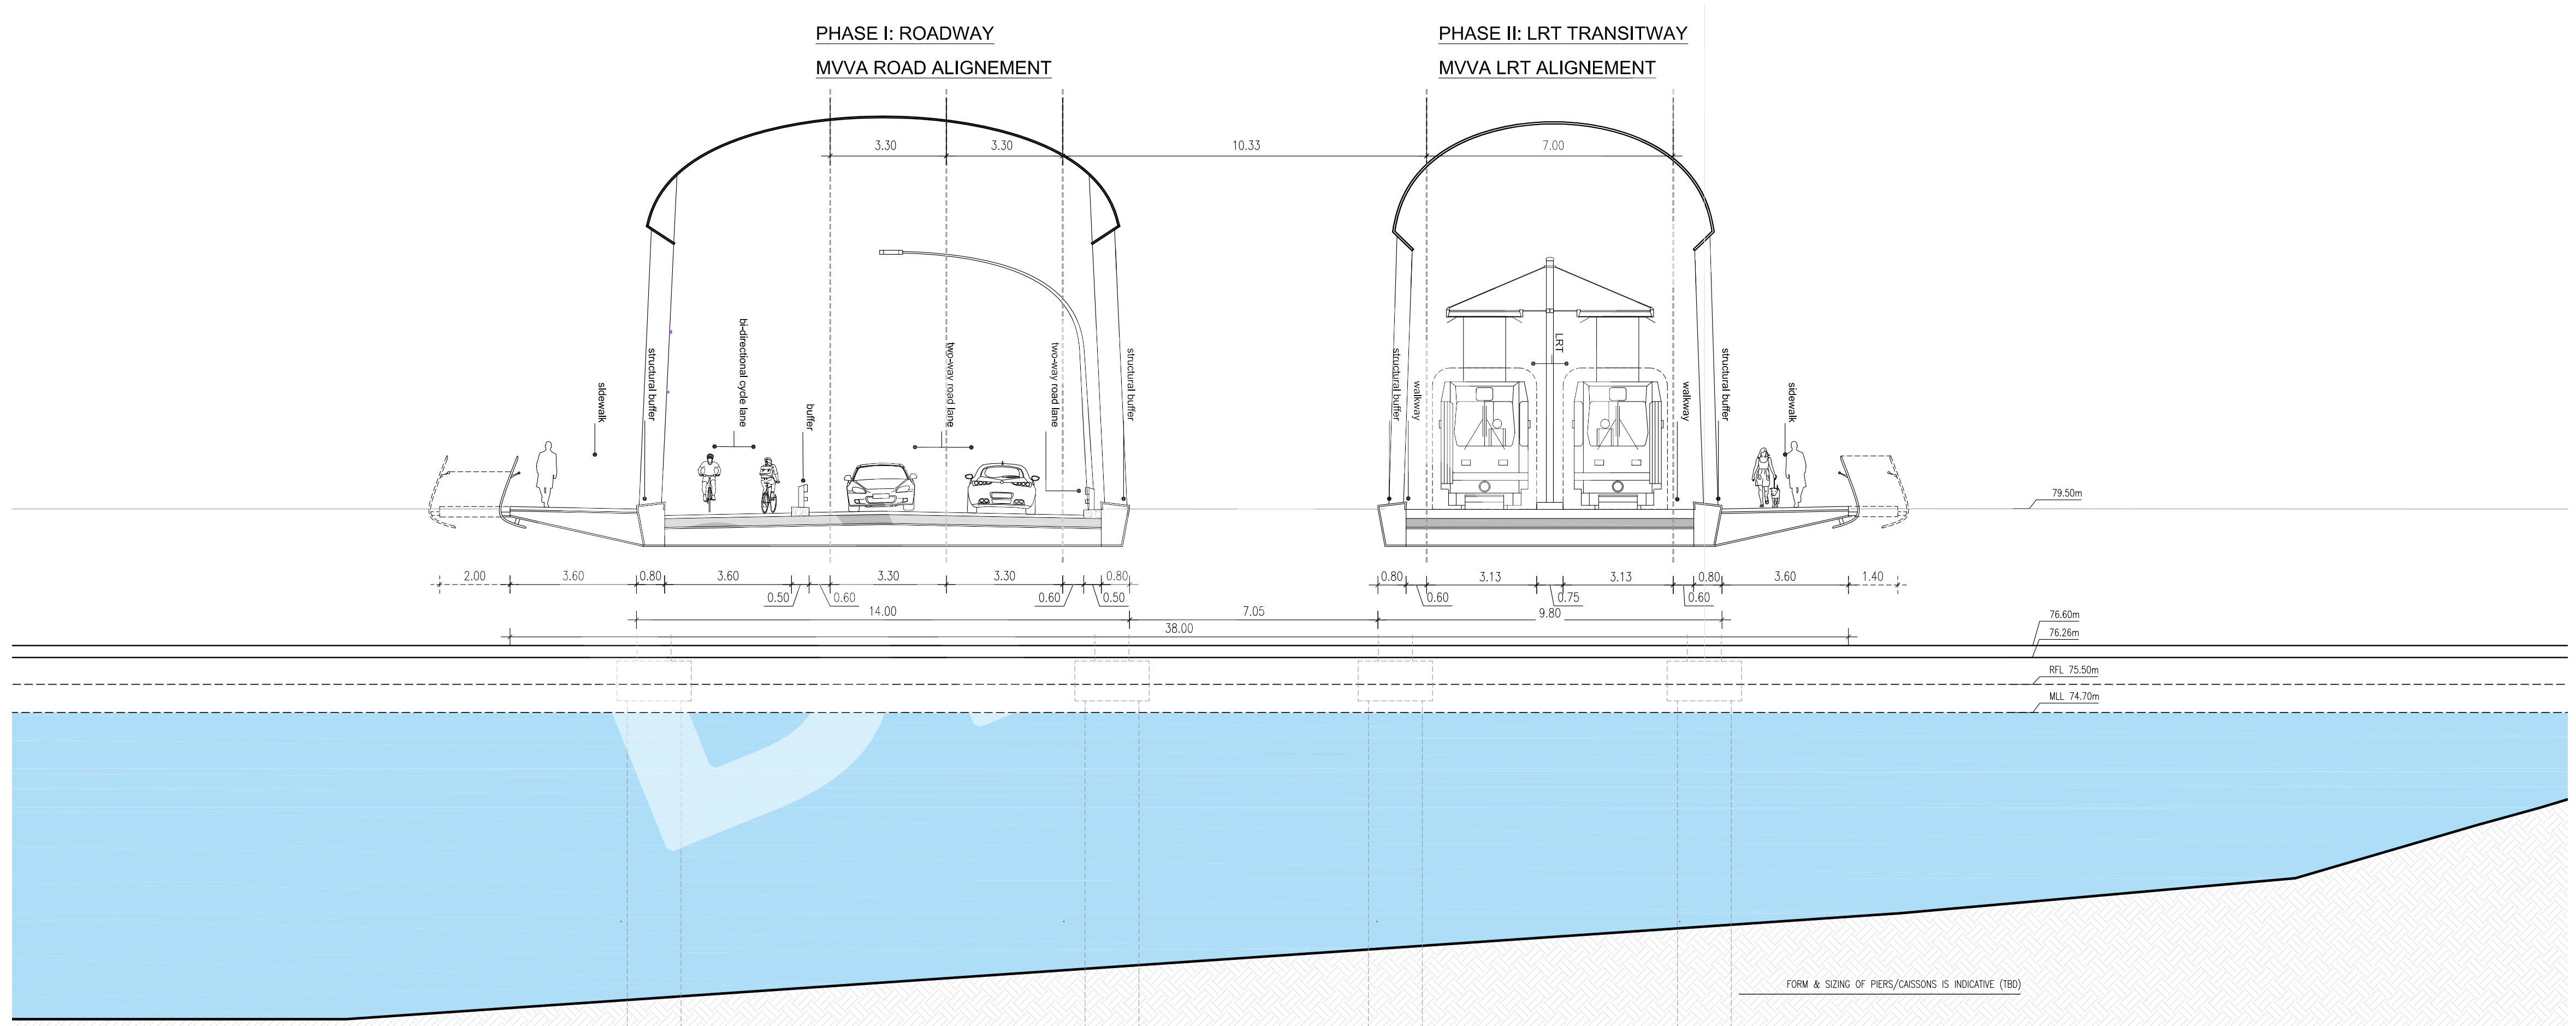 PHASE I: ROADWAY
MVVA ROAD ALIGNEMENT
PHASE II: LRT TRANSITWAY
MVVA LRT ALIGNEMENT
3.30
3.30
10.33
7.00
sidewalk
structural buffer
bi-directional cycle lane
buffer
two-way road lane
two-way road lane
structural buffer
structural buffer
walkway
LRT
walkway
structural buffer
sidewalk
79.50m
2.00
3.60
0.80
3.60
3.30
3.30
0.80
0.80
3.13
3.13
0.80
3.60
1.40
0.50
0.60
0.60
0.50
0.60
0.75
0.60
14.00
7.05
9.80
38.00
76.60m
76.26m
RFL 75.50m
MLL 74.70m
FORM & SIZING OF PIERS/CAISSONS IS INDICATIVE (TBD)